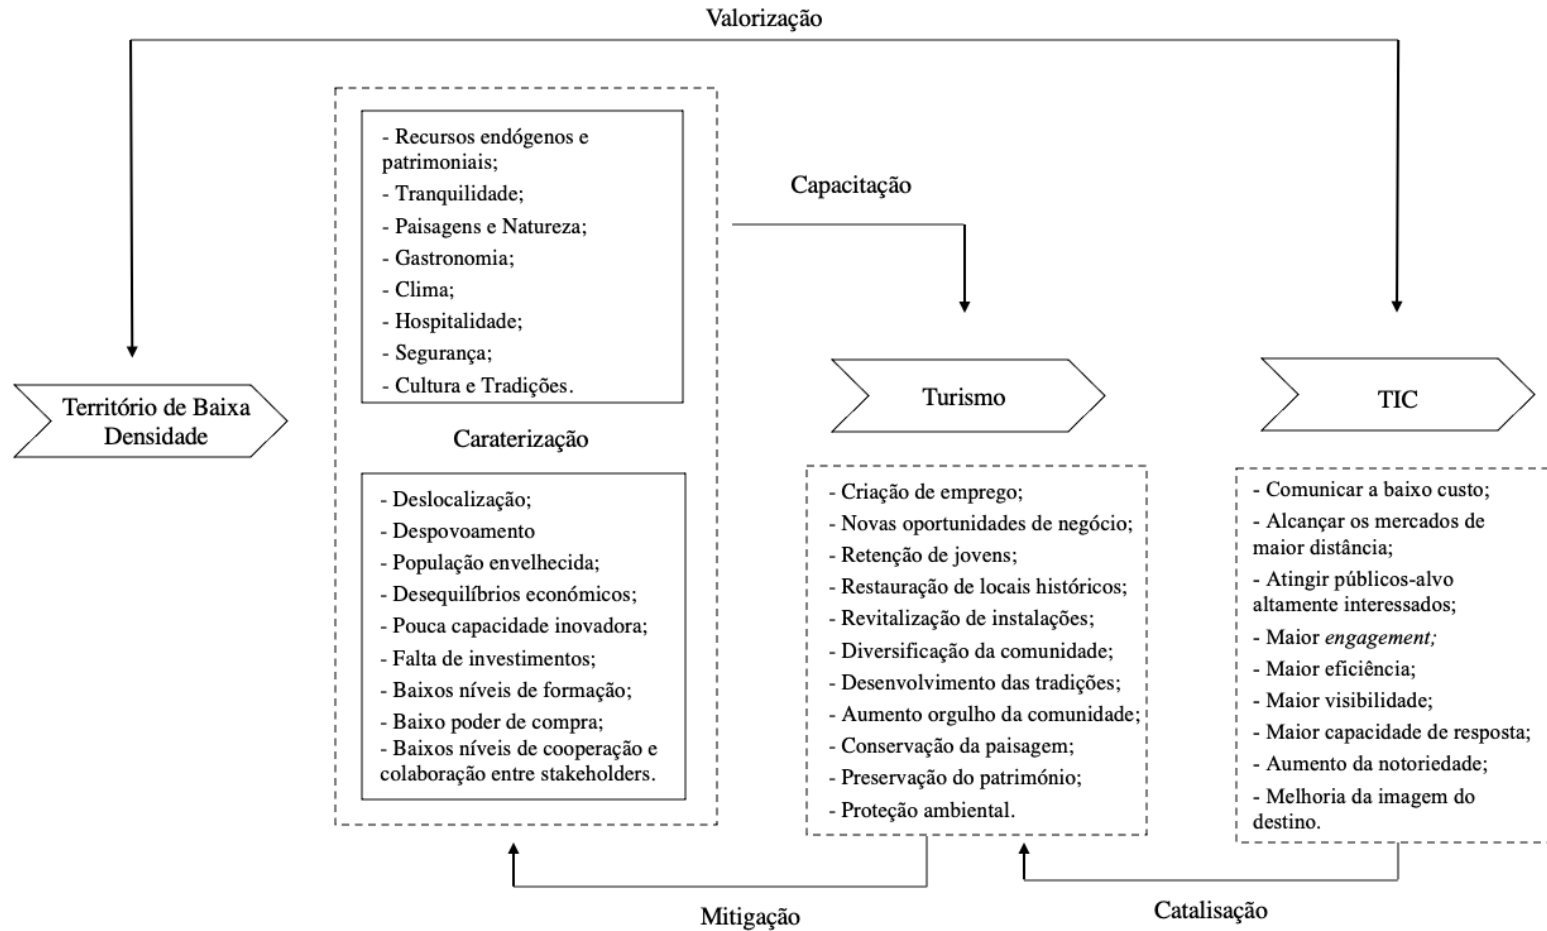 Valorização
- Recursos endógenos e
patrimoniais;
- Tranquilidade;
- Paisagens e Natureza;
- Gastronomia;
- Clima;
- Hospitalidade;
- Segurança;
- Cultura e Tradições.
Capacitação
Território de Baixa
Densidade
Caraterização
Turismo
TIC
- Deslocalização;
- Despovoamento
- População envelhecida;
- Desequilíbrios económicos;
- Pouca capacidade inovadora;
- Falta de investimentos;
- Baixos níveis de formação;
- Baixo poder de compra;
- Baixos níveis de cooperação e
colaboração entre stakeholders.
- Criação de emprego;
- Novas oportunidades de negócio;
- Retenção de jovens;
- Restauração de locais históricos;
- Revitalização de instalações;
- Diversificação da comunidade;
- Desenvolvimento das tradições;
- Aumento orgulho da comunidade;
- Conservação da paisagem;
- Preservação do património;
- Proteção ambiental.
- Comunicar a baixo custo;
- Alcançar os mercados de
maior distância;
- Atingir públicos-alvo
altamente interessados;
- Maior engagement;
- Maior eficiência;
- Maior visibilidade;
- Maior capacidade de resposta;
- Aumento da notoriedade;
- Melhoria da imagem do
destino.
Mitigação
Catalisação